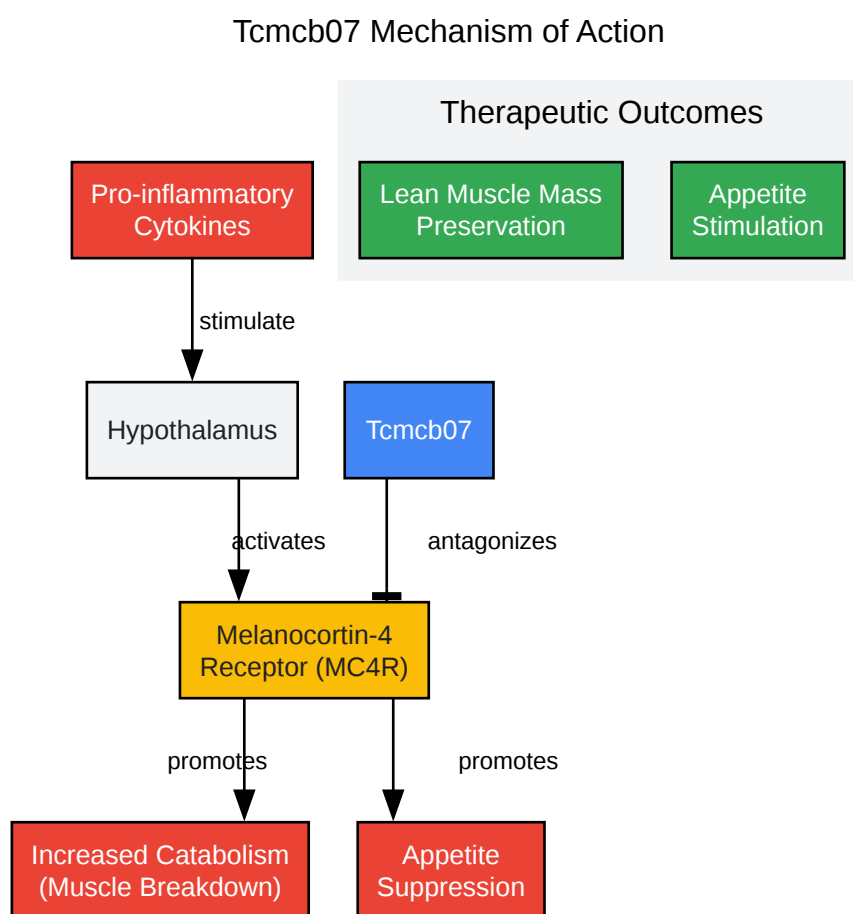 Tcmcb07 Mechanism of Action
Therapeutic Outcomes
Pro-inflammatory
Cytokines
Lean Muscle Mass
Preservation
Appetite
Stimulation
stimulate
Hypothalamus
Tcmcb07
activates
antagonizes
Melanocortin-4
Receptor (MC4R)
promotes
promotes
Increased Catabolism
(Muscle Breakdown)
Appetite
Suppression